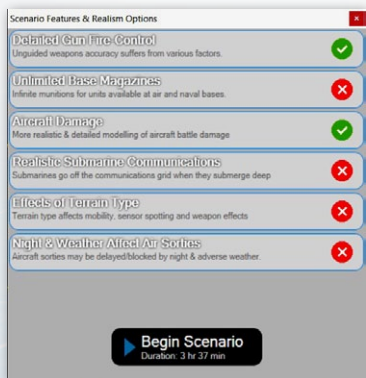 Scenario Features & Realism Options
Detailed Gun Fire-Control
Unguided weapons accuracy suffers from various factors.
Unlimited Base Magazines
Infinite munitions for units available at air and naval bases.
Aircraft Damage
More realistic & detailed modelling of aircraft battle damage
Realistic Submarine Communications
Submarines go off the communications grid when they submerge deep
Effects of Terrain Type
Terrain type affects mobility, sensor spotting and weapon effects
Night & Weather Affect Air Sorties
Aircraft sorties may be delayed/blocked by night & adverse weather.
Begin Scenario
Duration: 3 hr 37 min